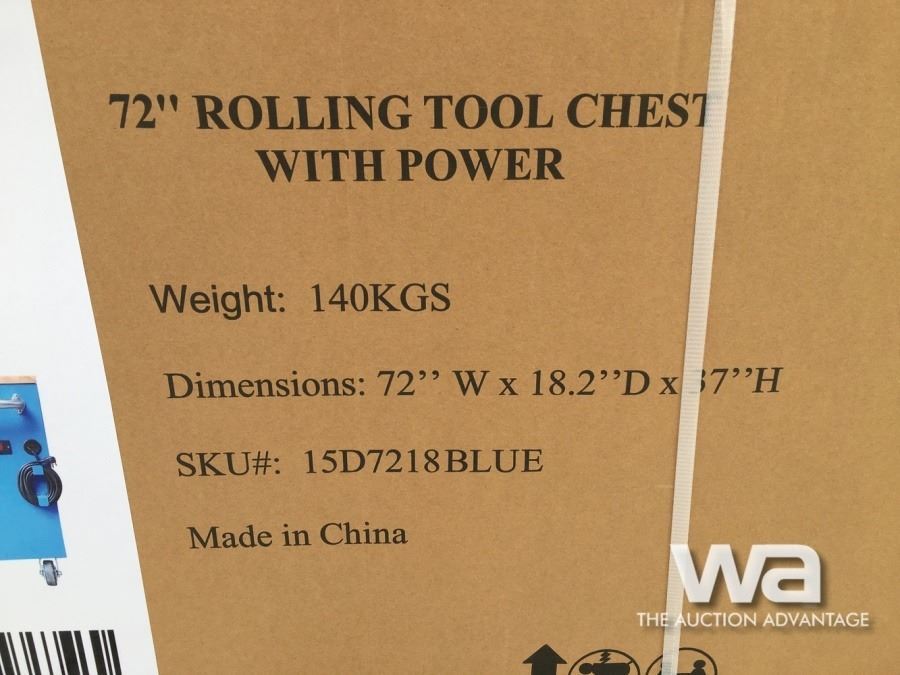 72" ROLLING TOOL CHEST
WITH POWER
Weight: 140KGS
Dimensions: 72’’ W x 18.2’’D x 37’’H
SKU#: 15D7218BLUE
Made in China
wa
THE AUCTION ADVANTAGE